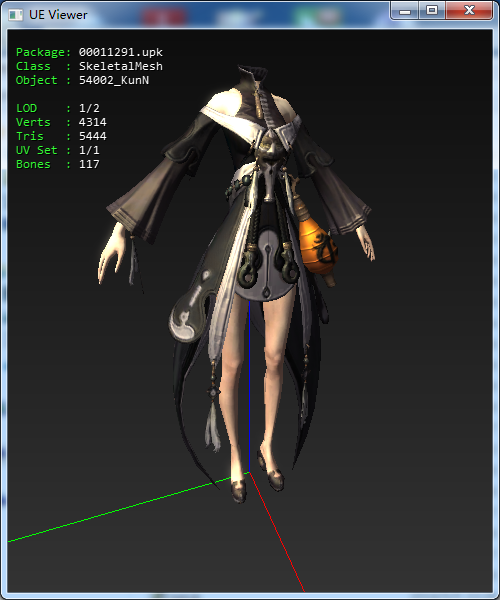 UE Viewer
Package: 00011291.upk
Class : SkeletalMesh
Object : 54002_KunN
LOD : 1/2
Verts : 4314
Tris : 5444
UV Set : 1/1
Bones : 117